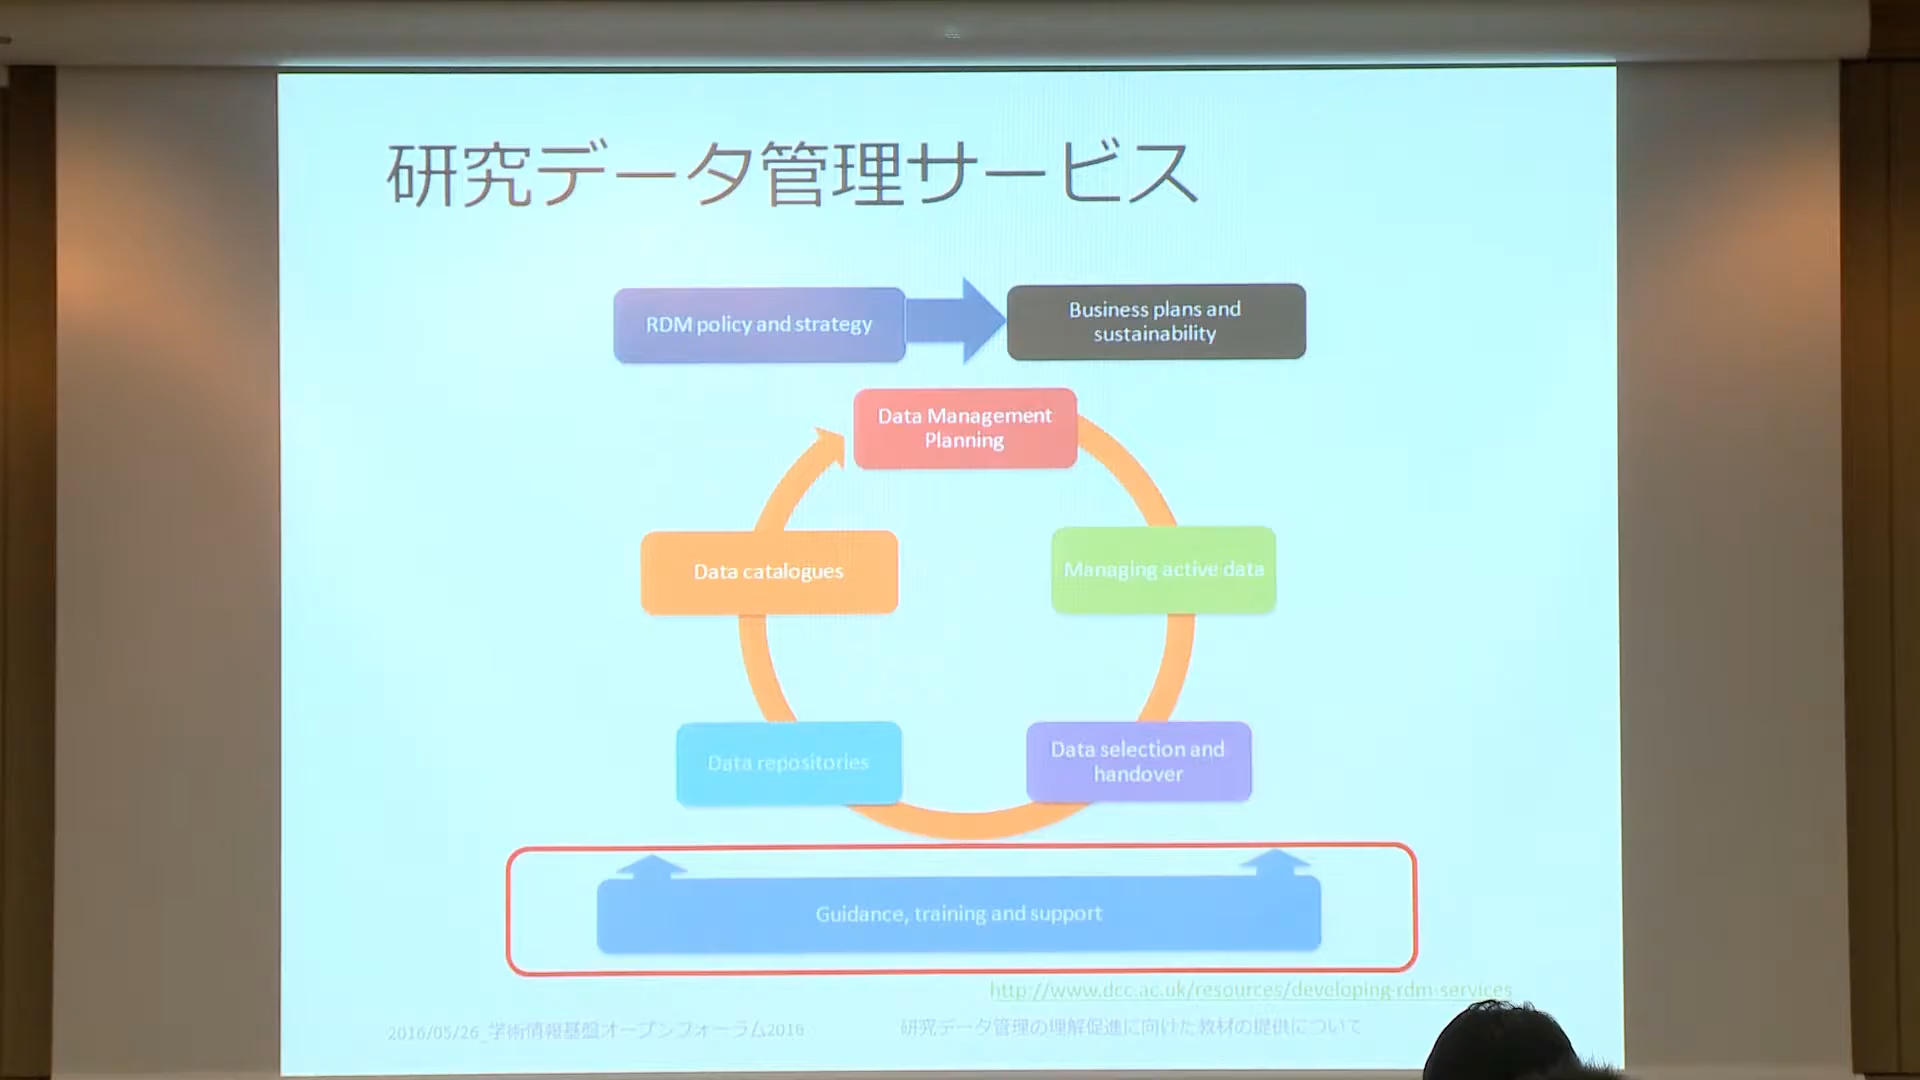 研究データ管理サービス
RDM policy and strategy
Business plans and
sustainability
Data Management
Planning
Data catalogues
Managing active data
Data repositories
Data selection and
handover
Guidance, training and support
http://www.dcc.ac.uk/resources/developing-rdm-services
2016/05/26_学術情報基盤オープンフォーラム2016
研究データ管理の理解促進に向けた教材の提供について